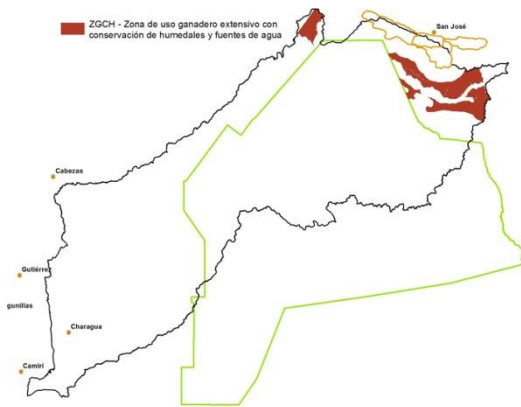 ZGCH - Zona de uso ganadero extensivo con
conservación de humedales y fuentes de agua
San José
Cabezas
Gutiérrez
gunillas
Charagua
Camiri